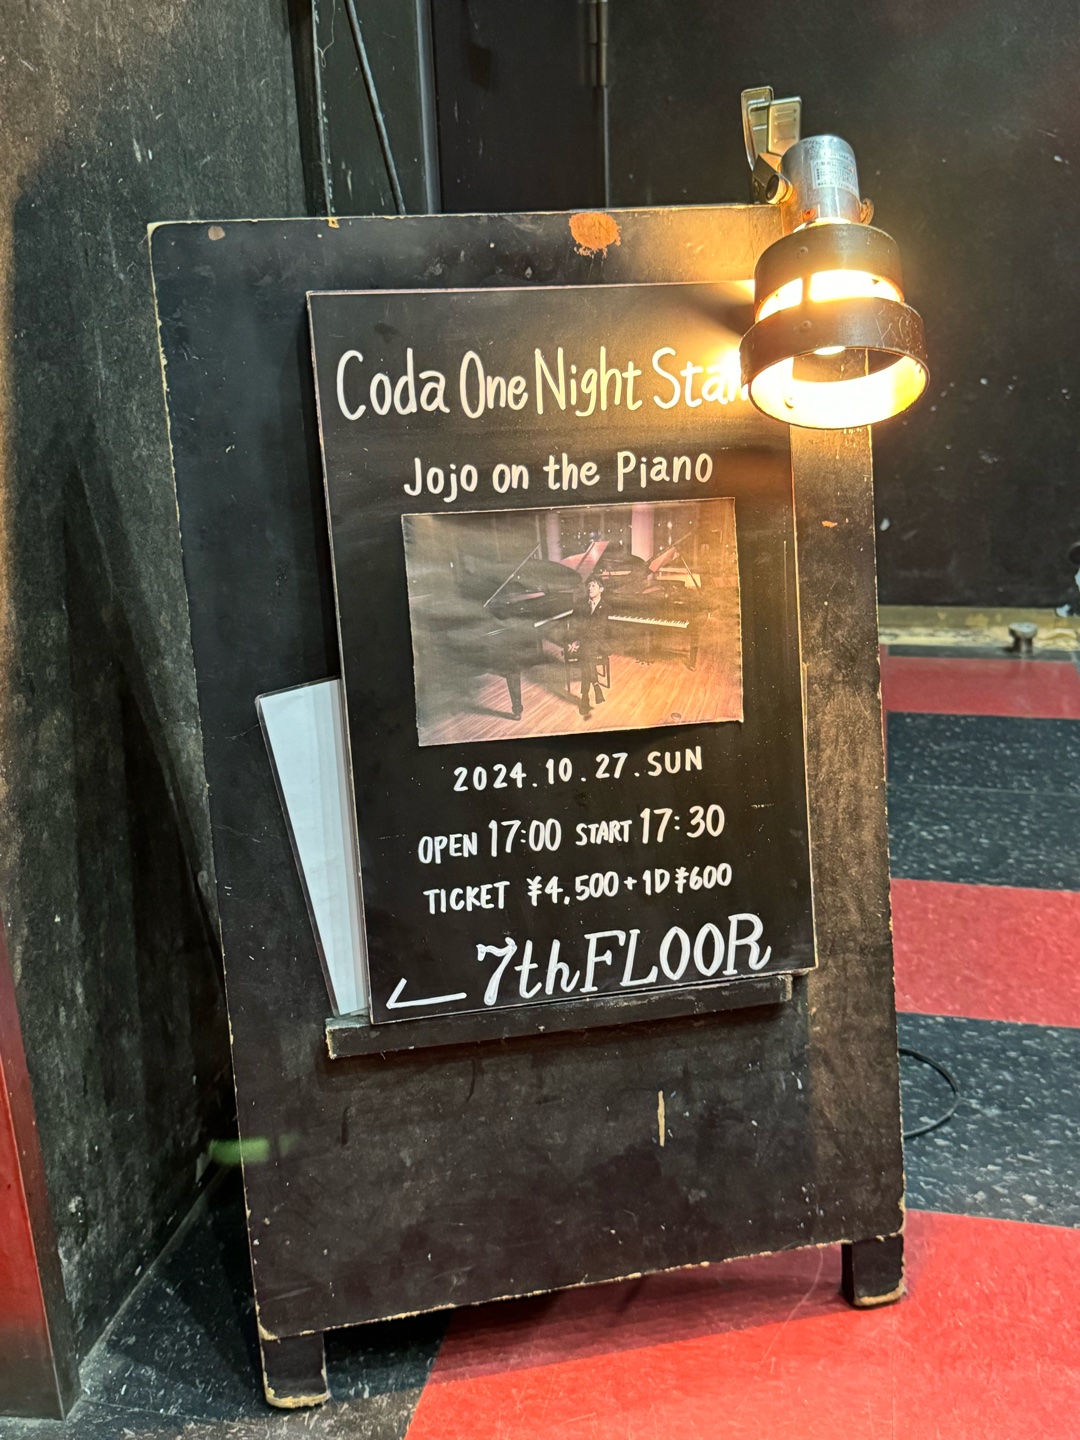 Coda One Night
Jojo on the Piano
2024.10.27.SUN
OPEN 17:00 START 17:30
TICKET ¥4,500+1D¥600
← 7thFLOOR